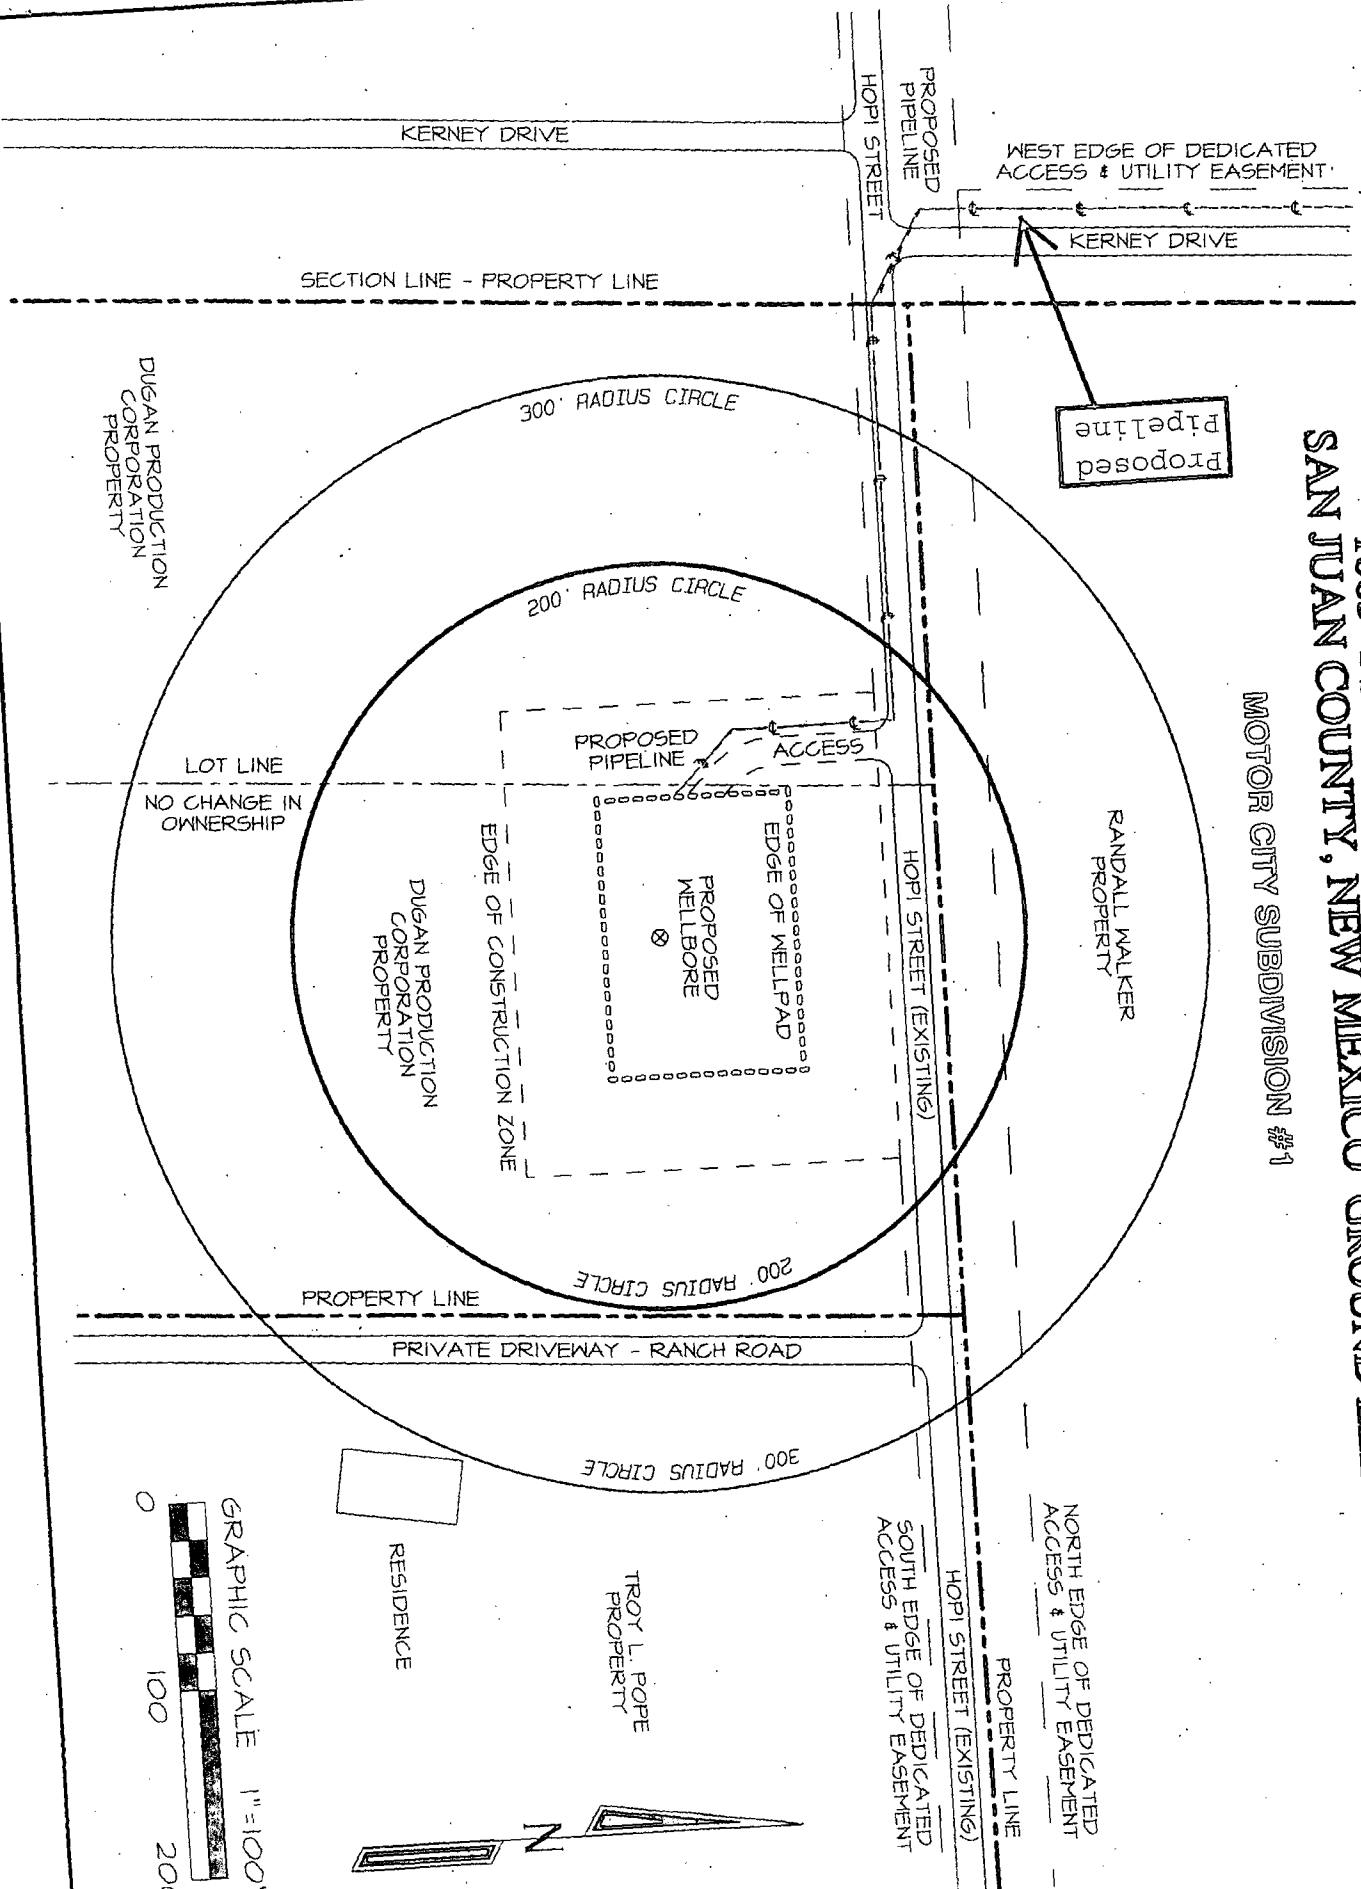 SAN JUAN COUNTY, NEW MEXICO
MOTOR CITY SUBDIVISION #1
KERNEY DRIVE
HOPI STREET
PROPOSED
PIPELINE
WEST EDGE OF DEDICATED
ACCESS & UTILITY EASEMENT
KERNEY DRIVE
SECTION LINE - PROPERTY LINE
Proposed
Pipeline
DUGAN PRODUCTION
CORPORATION
PROPERTY
300' RADIUS CIRCLE
200' RADIUS CIRCLE
PROPOSED
PIPELINE
ACCESS
LOT LINE
NO CHANGE IN
OWNERSHIP
EDGE OF CONSTRUCTION ZONE
EDGE OF WELLPAD
PROPOSED
WELLBORE
HOPI STREET (EXISTING)
RANDALL WALKER
PROPERTY
DUGAN PRODUCTION
CORPORATION
PROPERTY
200' RADIUS CIRCLE
PROPERTY LINE
PRIVATE DRIVEWAY - RANCH ROAD
300' RADIUS CIRCLE
RESIDENCE
TROY L. POPE
PROPERTY
SOUTH EDGE OF DEDICATED
ACCESS & UTILITY EASEMENT
HOPI STREET (EXISTING)
PROPERTY LINE
NORTH EDGE OF DEDICATED
ACCESS & UTILITY EASEMENT
GRAPHIC SCALE 1"=100'
0
100
N